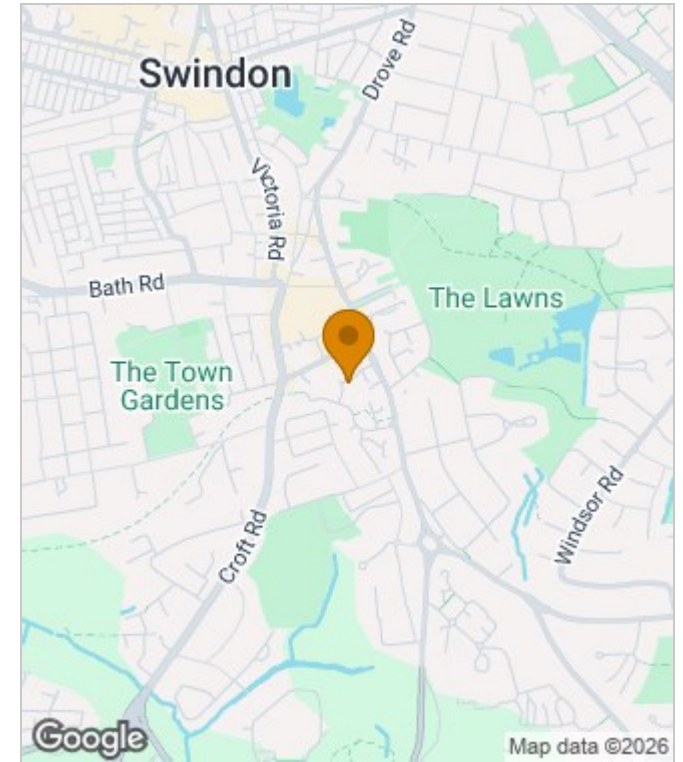 Swindon
Drove Rd
Victoria Rd
Bath Rd
The Lawns
The Town
Gardens
Windsor Rd
Croft Rd
Google
Map data ©2026